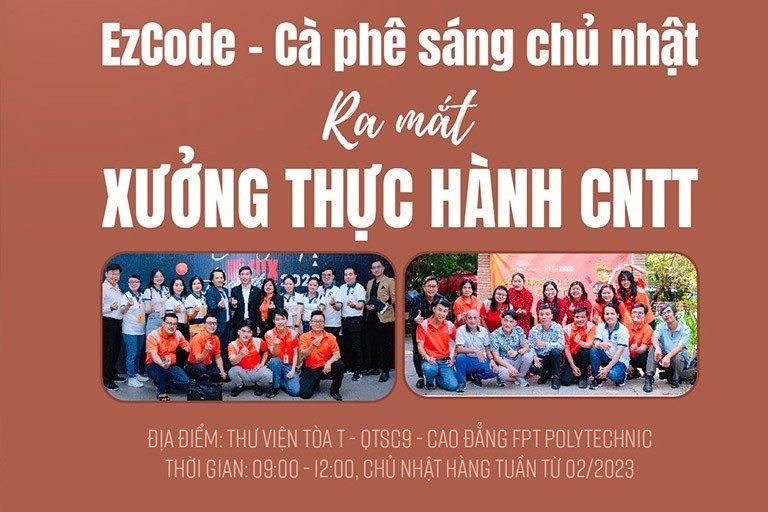 EzCode - Cà phê sáng chủ nhật
Ra mắt
XƯỞNG THỰC HÀNH CNTT
ĐỊA ĐIỂM: THƯ VIỆN TÒA T - QTSC9 - CAO ĐẲNG FPT POLYTECHNIC
THỜI GIAN: 09:00 - 12:00, CHỦ NHẬT HÀNG TUẦN TỪ 02/2023